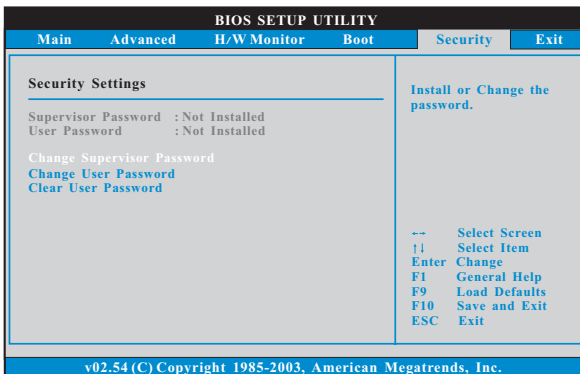 BIOS SETUP UTILITY
Main Advanced H/W Monitor Boot Security Exit
Security Settings
Supervisor Password : Not Installed
User Password : Not Installed
Change Supervisor Password
Change User Password
Clear User Password
Install or Change the
password.
←→ Select Screen
↑↓ Select Item
Enter Change
F1 General Help
F9 Load Defaults
F10 Save and Exit
ESC Exit
v02.54 (C) Copyright 1985-2003, American Megatrends, Inc.